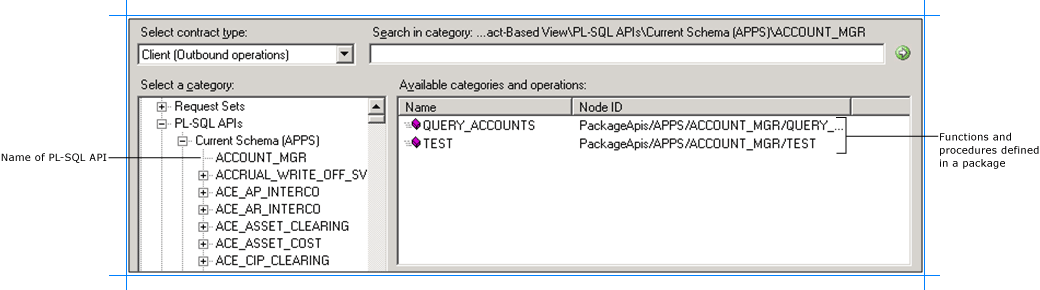 Select contract type:
Search in category: ...act-Based View\PL-SQL APIs\Current Schema (APPS)\ACCOUNT_MGR
Client (Outbound operations)
Select a category:
Available categories and operations:
Request Sets
PL-SQL APIs
Current Schema (APPS)
ACCOUNT_MGR
ACCRUAL_WRITE_OFF_SV
ACE_AP_INTERCO
ACE_AR_INTERCO
ACE_ASSET_CLEARING
ACE_ASSET_COST
ACE_CIP_CLEARING
Name Node ID
QUERY_ACCOUNTS PackageApis/APPS/ACCOUNT_MGR/QUERY_...
TEST PackageApis/APPS/ACCOUNT_MGR/TEST
Name of PL-SQL API
Functions and
procedures defined
in a package